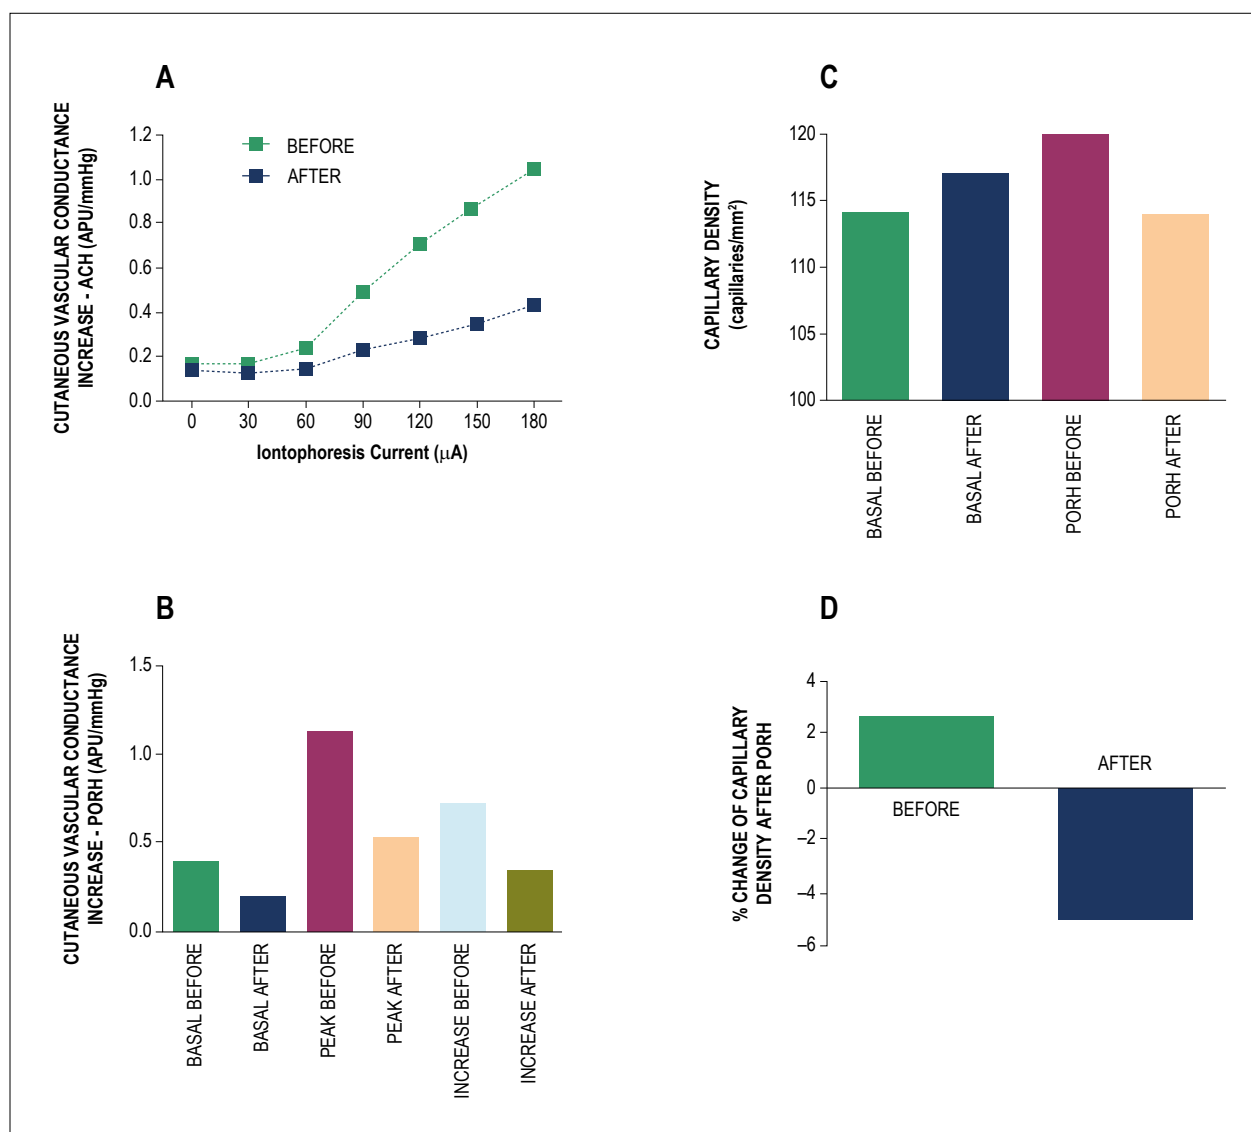 A
CUTANEOUS VASCULAR CONDUCTANCE
INCREASE - ACH (APU/mmHg)
1.2
1.0
0.8
0.6
0.4
0.2
0.0
BEFORE
AFTER
0 30 60 90 120 150 180
Iontophoresis Current (μA)
C
CAPILLARY DENSITY
(capillaries/mm²)
120
115
110
105
100
BASAL BEFORE
BASAL AFTER
PORH BEFORE
PORH AFTER
B
CUTANEOUS VASCULAR CONDUCTANCE
INCREASE - PORH (APU/mmHg)
1.5
1.0
0.5
0.0
BASAL BEFORE
BASAL AFTER
PEAK BEFORE
PEAK AFTER
INCREASE BEFORE
INCREASE AFTER
D
% CHANGE OF CAPILLARY
DENSITY AFTER PORH
4
2
0
–2
–4
–6
BEFORE
AFTER